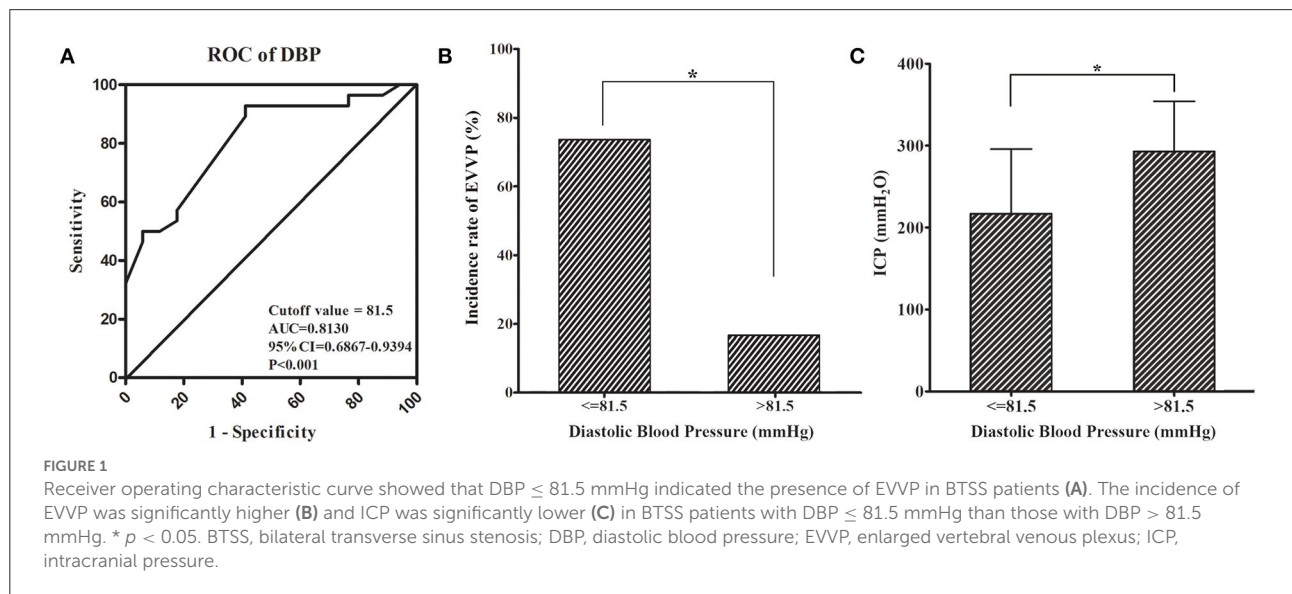 A
ROC of DBP
Sensitivity
100
80
60
40
20
0
0
20
40
60
80
100
1 - Specificity
Cutoff value = 81.5
AUC=0.8130
95%CI=0.6867-0.9394
P<0.001
B
Incidence rate of EVVP (%)
100
80
60
40
20
0
*
<=81.5
>81.5
Diastolic Blood Pressure (mmHg)
C
ICP (mmH₂O)
400
300
200
100
0
*
<=81.5
>81.5
Diastolic Blood Pressure (mmHg)
FIGURE 1
Receiver operating characteristic curve showed that DBP ≤ 81.5 mmHg indicated the presence of EVVP in BTSS patients (A). The incidence of
EVVP was significantly higher (B) and ICP was significantly lower (C) in BTSS patients with DBP ≤ 81.5 mmHg than those with DBP > 81.5
mmHg. * p < 0.05. BTSS, bilateral transverse sinus stenosis; DBP, diastolic blood pressure; EVVP, enlarged vertebral venous plexus; ICP,
intracranial pressure.